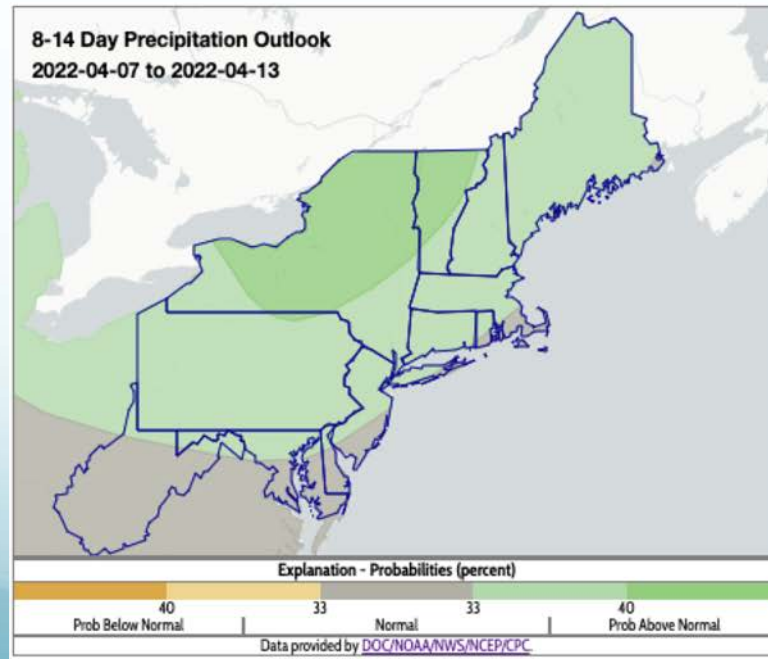 8-14 Day Precipitation Outlook
2022-04-07 to 2022-04-13
Explanation - Probabilities (percent)
40 33 33 40
Prob Below Normal Normal Prob Above Normal
Data provided by DOC/NOAA/NWS/NCEP/CPC.